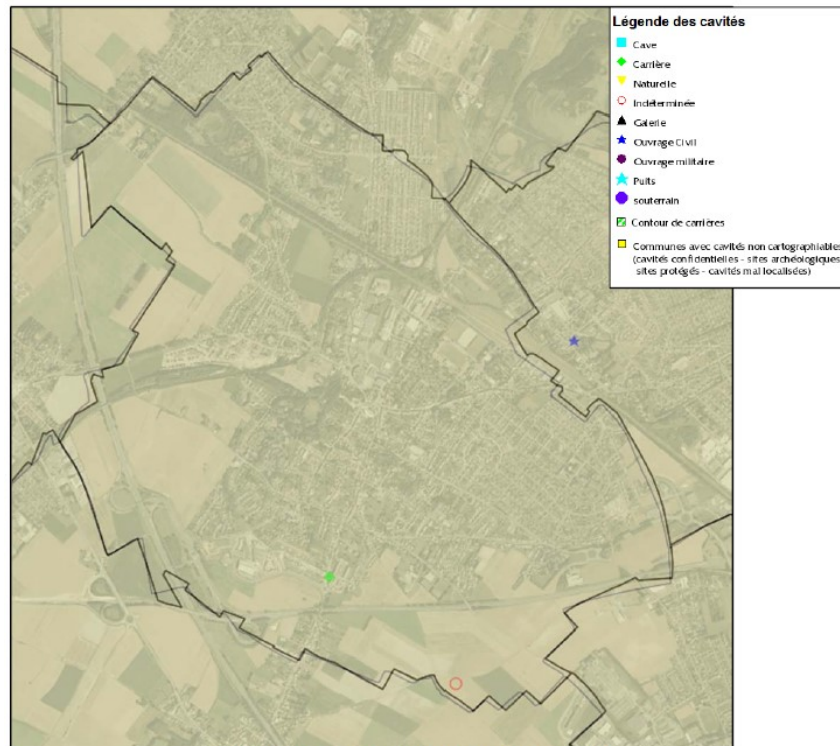 Légende des cavités
Cave
Carrière
Naturelle
Indéterminée
Galerie
Ouvrage Civil
Ouvrage militaire
Puits
souterrain
Contour de carrières
Communes avec cavités non cartographiables
(cavités confidentielles - sites archéologiques
sites protégés - cavités mal localisées)